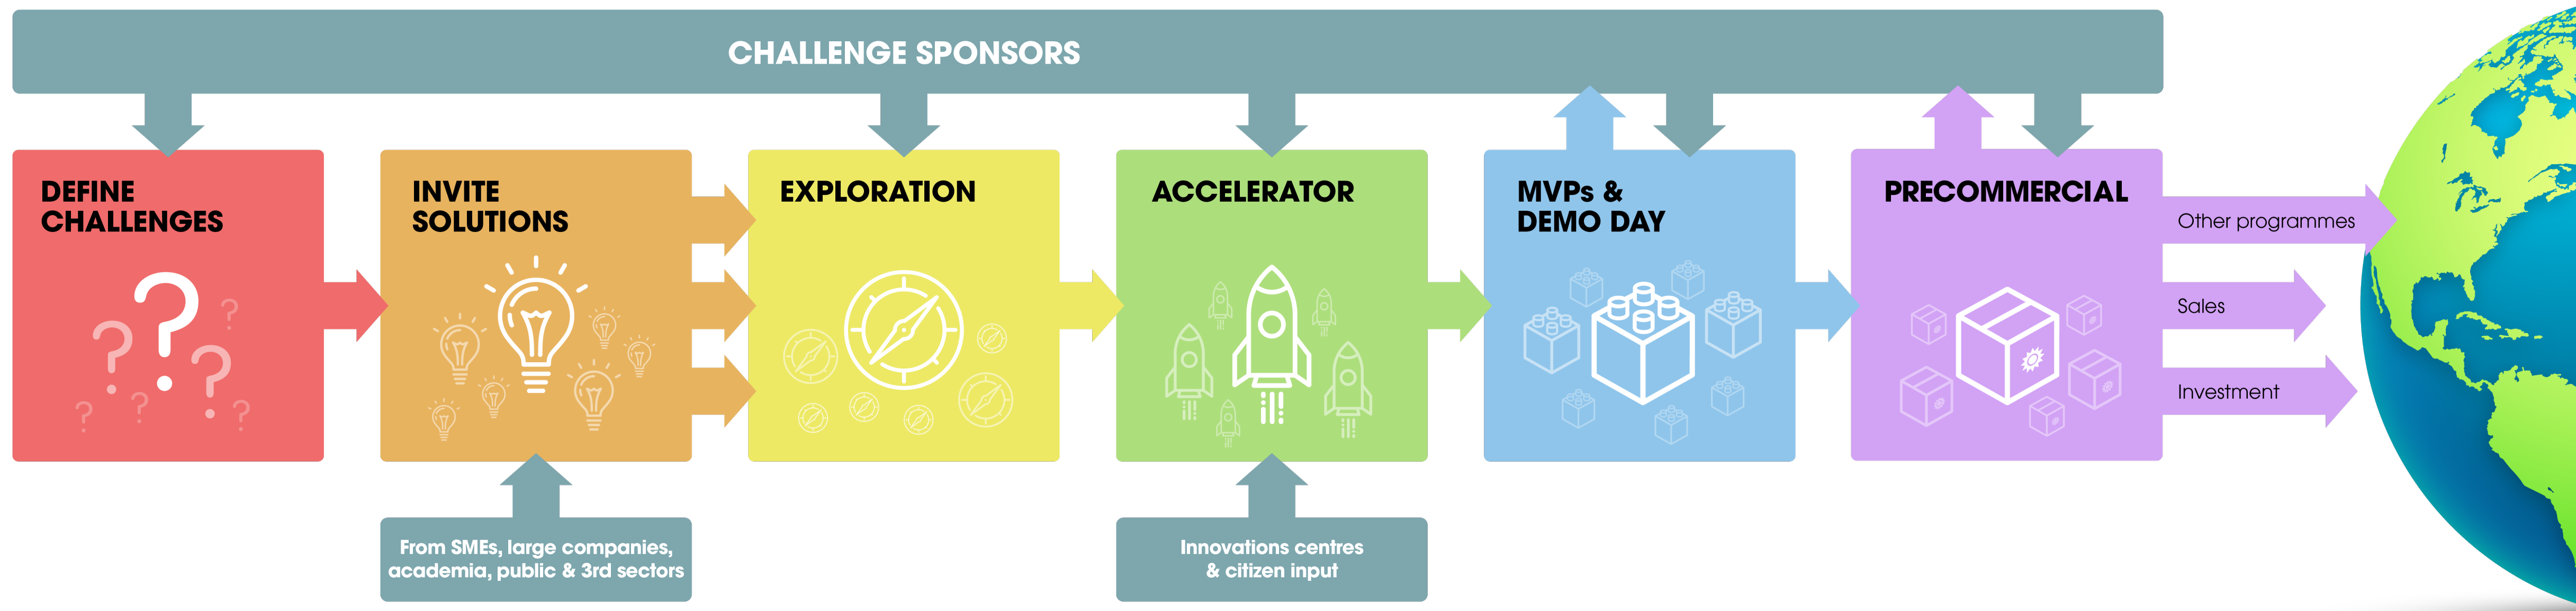 CHALLENGE SPONSORS
DEFINE
CHALLENGES
INVITE
SOLUTIONS
EXPLORATION
ACCELERATOR
MVPs &
DEMO DAY
PRECOMMERCIAL
Other programmes
Sales
Investment
From SMEs, large companies,
academia, public & 3rd sectors
Innovations centres
& citizen input